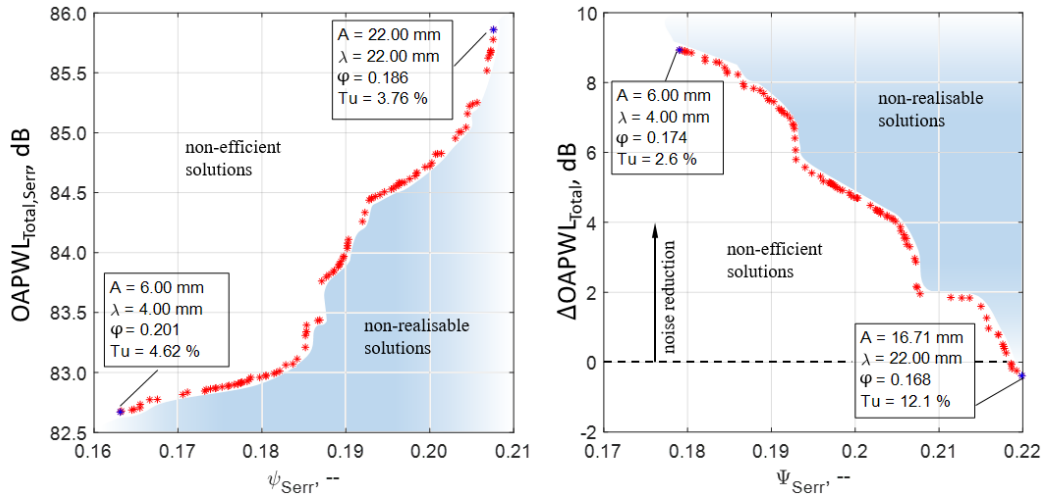 86.0
85.5
85.0
84.5
84.0
83.5
83.0
82.5
OAPWL_Total,Serr, dB
A = 22.00 mm
λ = 22.00 mm
φ = 0.186
Tu = 3.76 %
non-efficient
solutions
A = 6.00 mm
λ = 4.00 mm
φ = 0.201
Tu = 4.62 %
non-realisable
solutions
0.16 0.17 0.18 0.19 0.20 0.21
ψ_Serr, --
10
8
6
4
2
0
-2
ΔOAPWL_Total, dB
A = 6.00 mm
λ = 4.00 mm
φ = 0.174
Tu = 2.6 %
non-realisable
solutions
noise reduction
non-efficient
solutions
A = 16.71 mm
λ = 22.00 mm
φ = 0.168
Tu = 12.1 %
0.17 0.18 0.19 0.2 0.21 0.22
Ψ_Serr, --